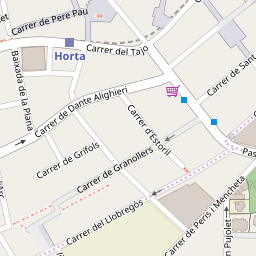 Carrer de Pere Pau
Carrer del Tajo
Horta
Baixada de la Plana
Carrer de Sant
Carrer de Dante Alighieri
Carrer d'Estoril
Carrer de Grifols
Carrer de Granollers
Pas
Carrer del Llobregós
Carrer de Peris i Mencheta
n Pujolet